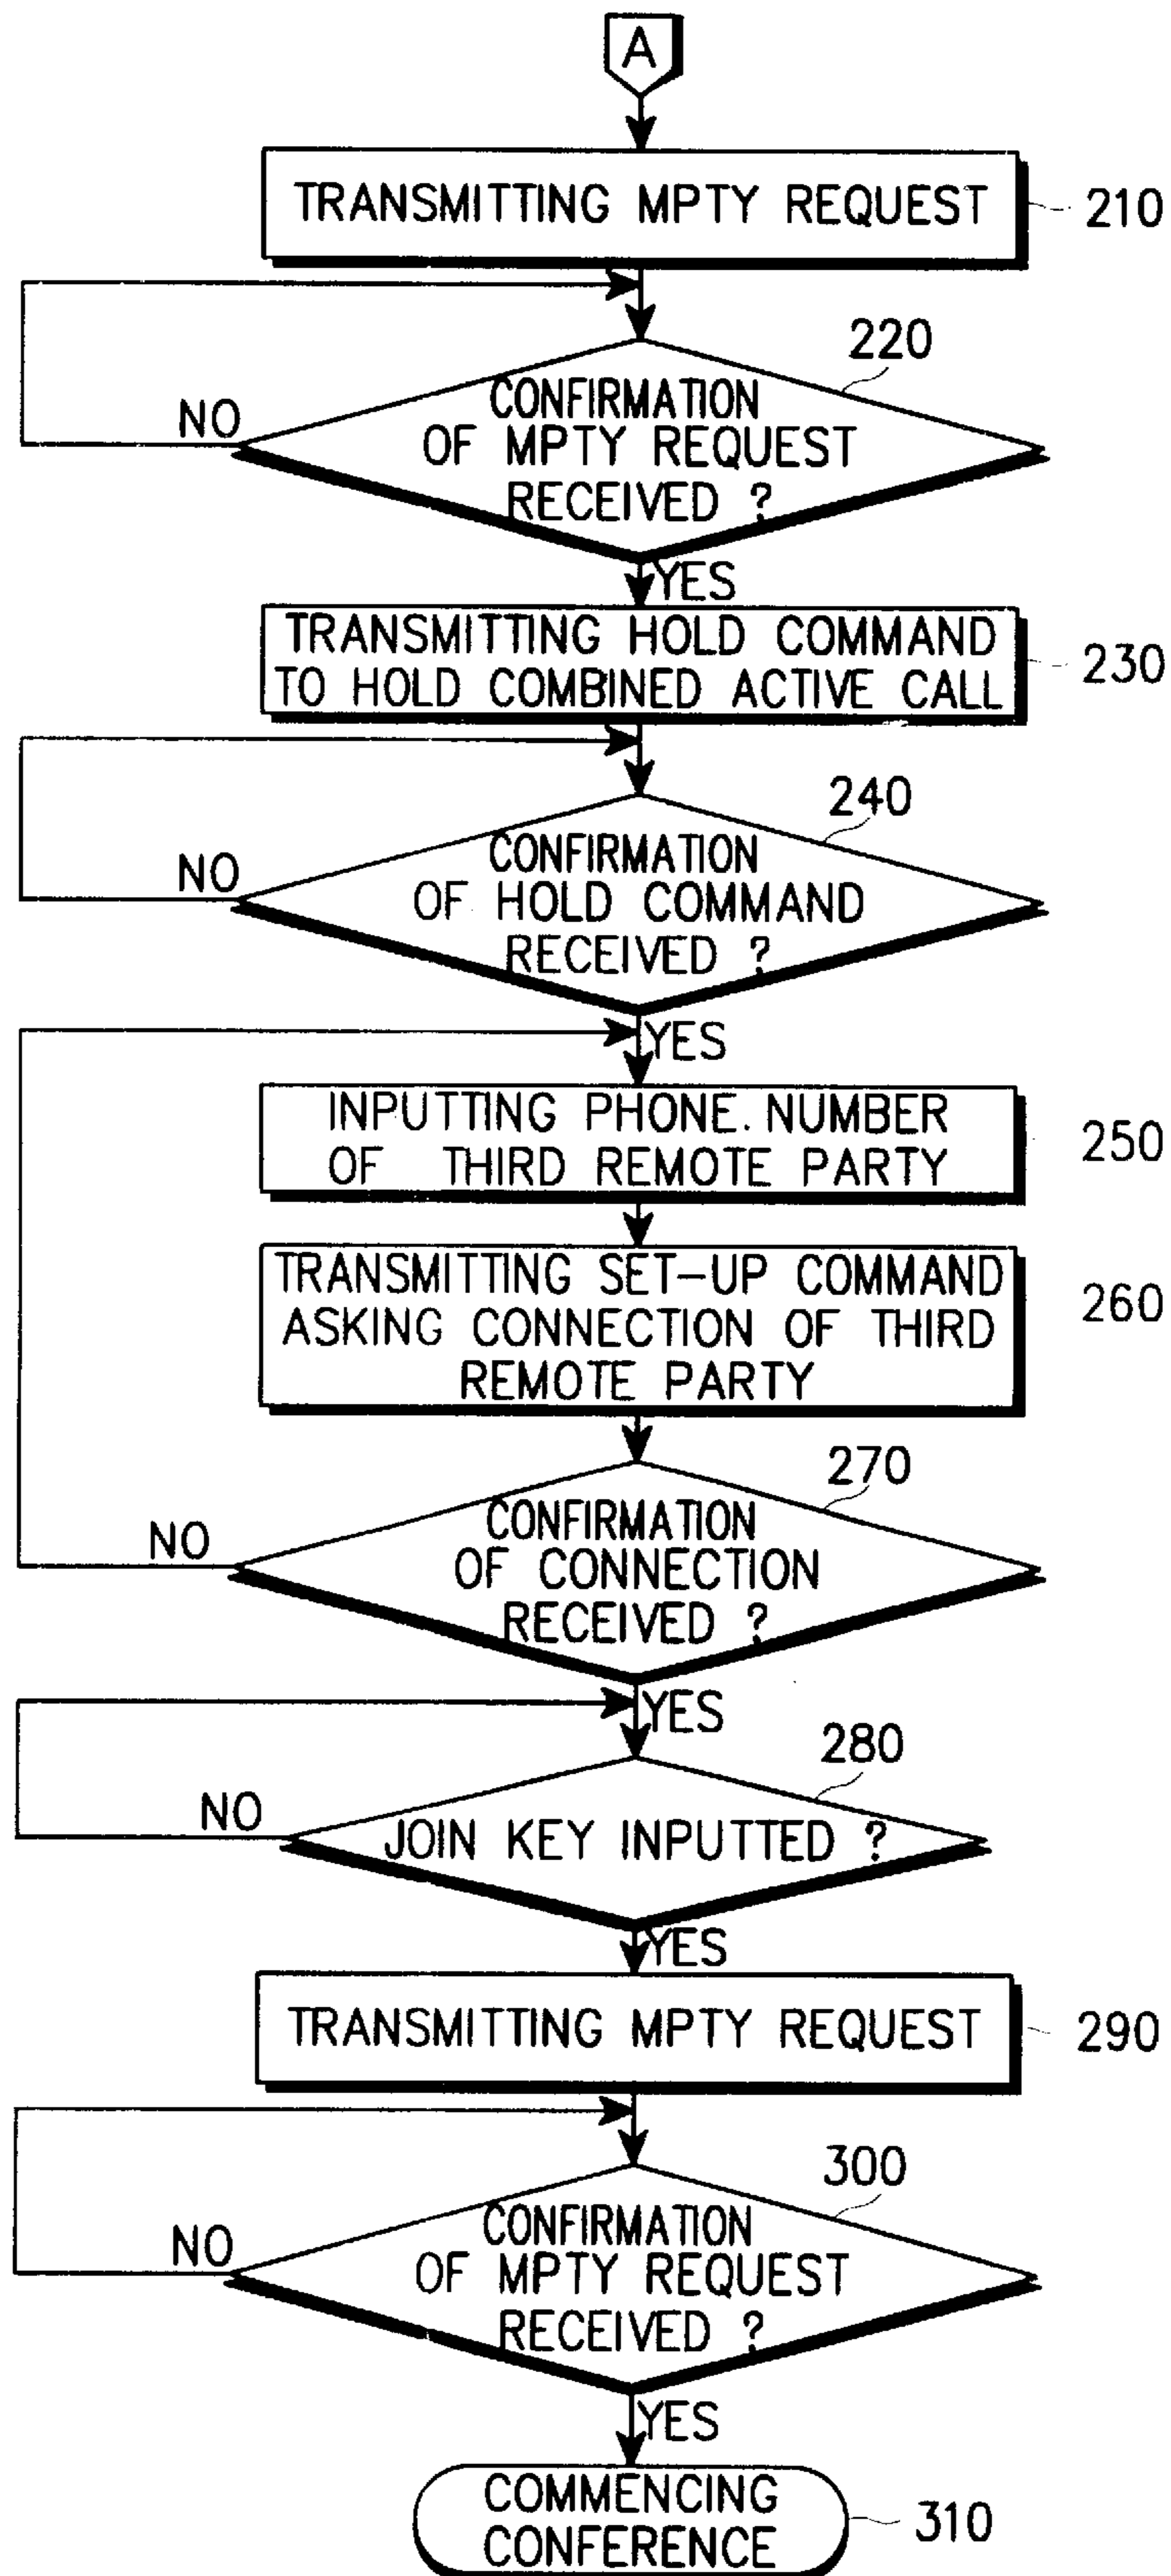 A
TRANSMITTING MPTY REQUEST
210
220
CONFIRMATION
OF MPTY REQUEST
RECEIVED ?
NO
YES
TRANSMITTING HOLD COMMAND
TO HOLD COMBINED ACTIVE CALL
230
240
CONFIRMATION
OF HOLD COMMAND
RECEIVED ?
NO
YES
INPUTTING PHONE. NUMBER
OF THIRD REMOTE PARTY
250
TRANSMITTING SET-UP COMMAND
ASKING CONNECTION OF THIRD
REMOTE PARTY
260
270
CONFIRMATION
OF CONNECTION
RECEIVED ?
NO
YES
280
JOIN KEY INPUTTED ?
NO
YES
TRANSMITTING MPTY REQUEST
290
300
CONFIRMATION
OF MPTY REQUEST
RECEIVED ?
NO
YES
COMMENCING
CONFERENCE
310